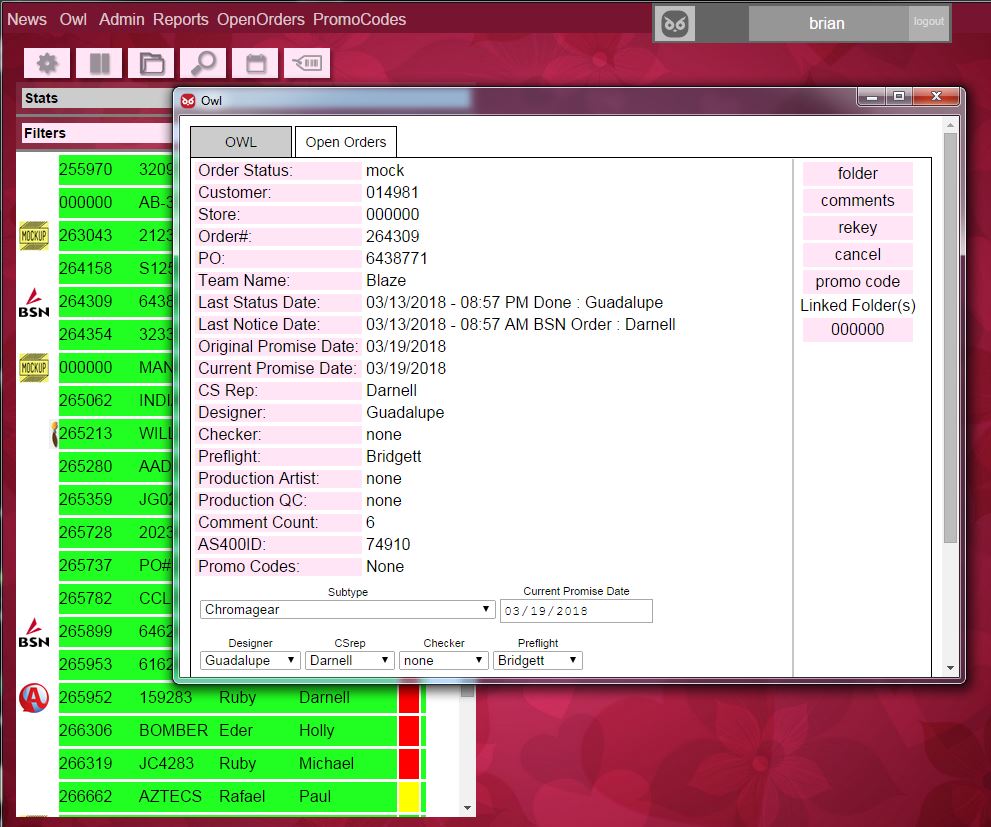 News Owl Admin Reports OpenOrders PromoCodes
brian
logout
Stats
Filters
255970 3209
000000 AB-3
MOCKUP 263043 2123
264158 S125
BSN 264309 6438
264354 3233
MOCKUP 000000 MAN
265062 INDI
265213 WILL
265280 AAD
265359 JG02
265728 2023
265737 PO#
265782 CCL
BSN 265899 6462
265953 6162
A 265952 159283 Ruby Darnell
266306 BOMBER Eder Holly
266319 JC4283 Ruby Michael
266662 AZTECS Rafael Paul
Owl
OWL Open Orders
Order Status: mock
Customer: 014981
Store: 000000
Order#: 264309
PO: 6438771
Team Name: Blaze
Last Status Date: 03/13/2018 - 08:57 PM Done : Guadalupe
Last Notice Date: 03/13/2018 - 08:57 AM BSN Order : Darnell
Original Promise Date: 03/19/2018
Current Promise Date: 03/19/2018
CS Rep: Darnell
Designer: Guadalupe
Checker: none
Preflight: Bridgett
Production Artist: none
Production QC: none
Comment Count: 6
AS400ID: 74910
Promo Codes: None
Subtype Current Promise Date
Chromagear 03/19/2018
Designer CSrep Checker Preflight
Guadalupe Darnell none Bridgett
folder
comments
rekey
cancel
promo code
Linked Folder(s)
000000